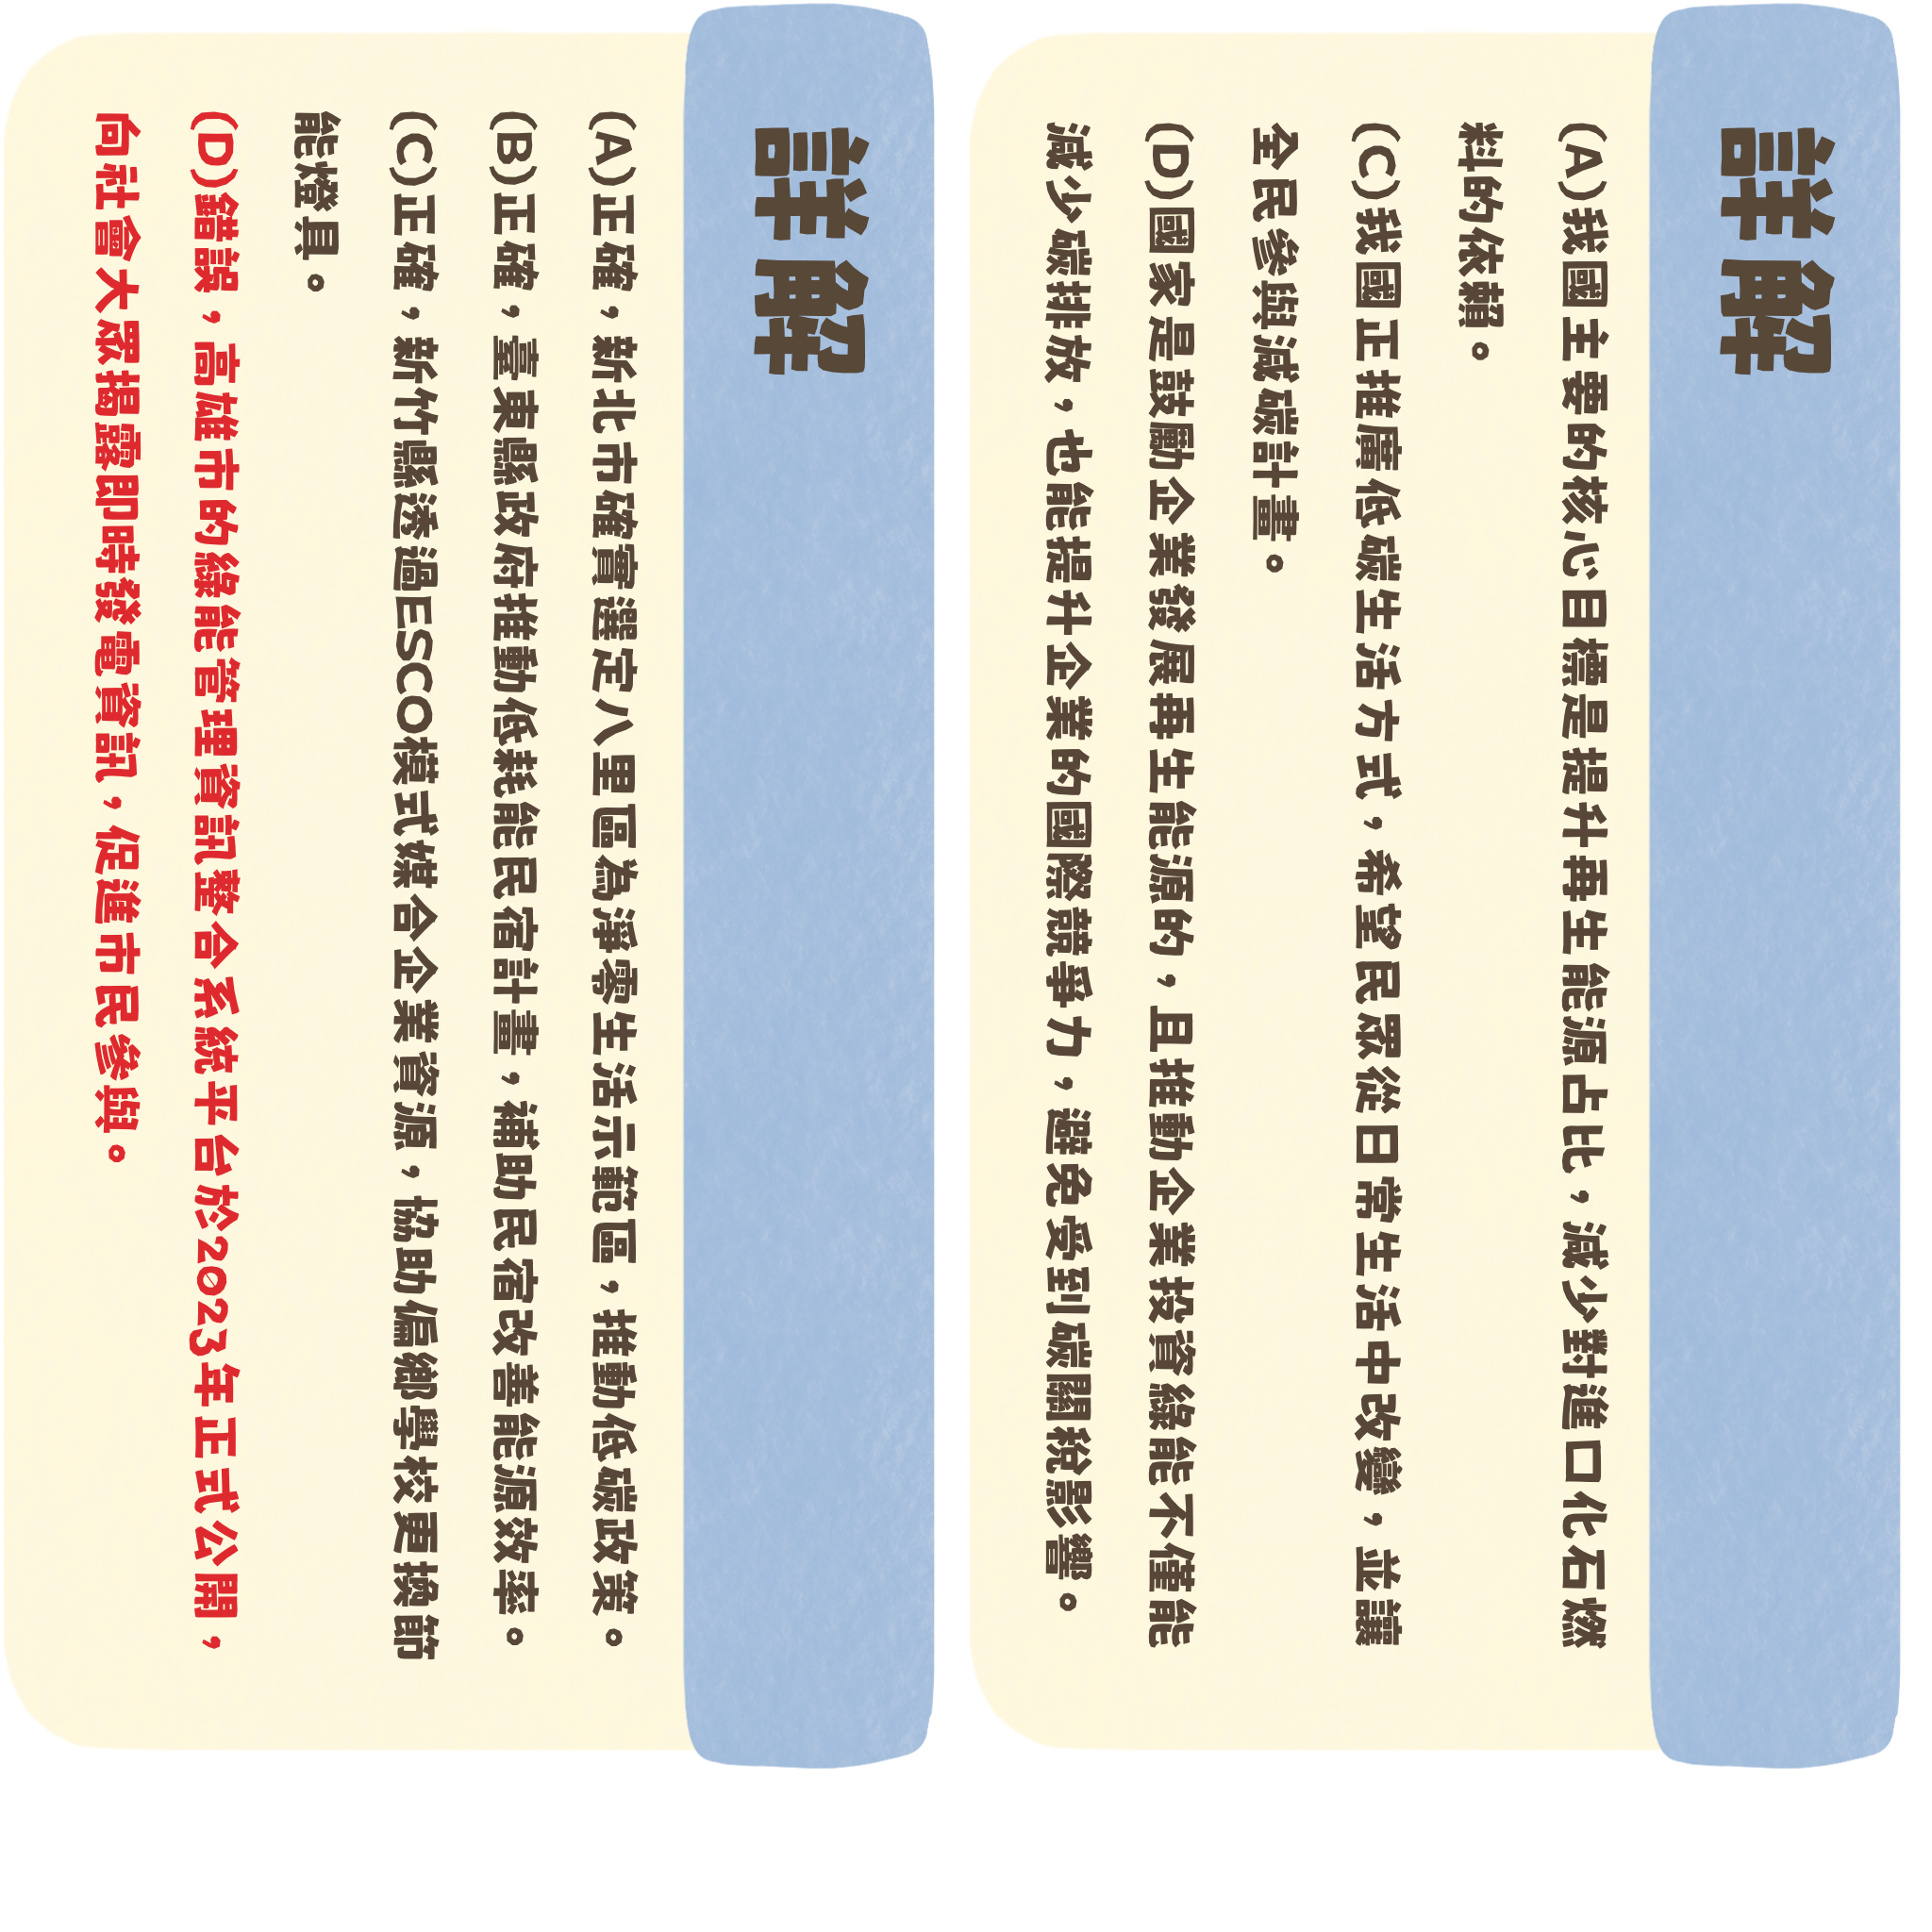 詳解
(A)我國主要的核心目標是提升再生能源占比，減少對進口化石燃
料的依賴。
(C)我國正推廣低碳生活方式，希望民眾從日常生活中改變，並讓
全民參與減碳計畫。
(D)國家是鼓勵企業發展再生能源的，且推動企業投資綠能不僅能
減少碳排放，也能提升企業的國際競爭力，避免受到碳關稅影響。
詳解
(A)正確，新北市確實選定八里區為淨零生活示範區，推動低碳政策。
(B)正確，臺東縣政府推動低耗能民宿計畫，補助民宿改善能源效率。
(C)正確，新竹縣透過ESCO模式媒合企業資源，協助偏鄉學校更換節
能燈具。
(D)錯誤，高雄市的綠能管理資訊整合系統平台於2023年正式公開，
向社會大眾揭露即時發電資訊，促進市民參與。